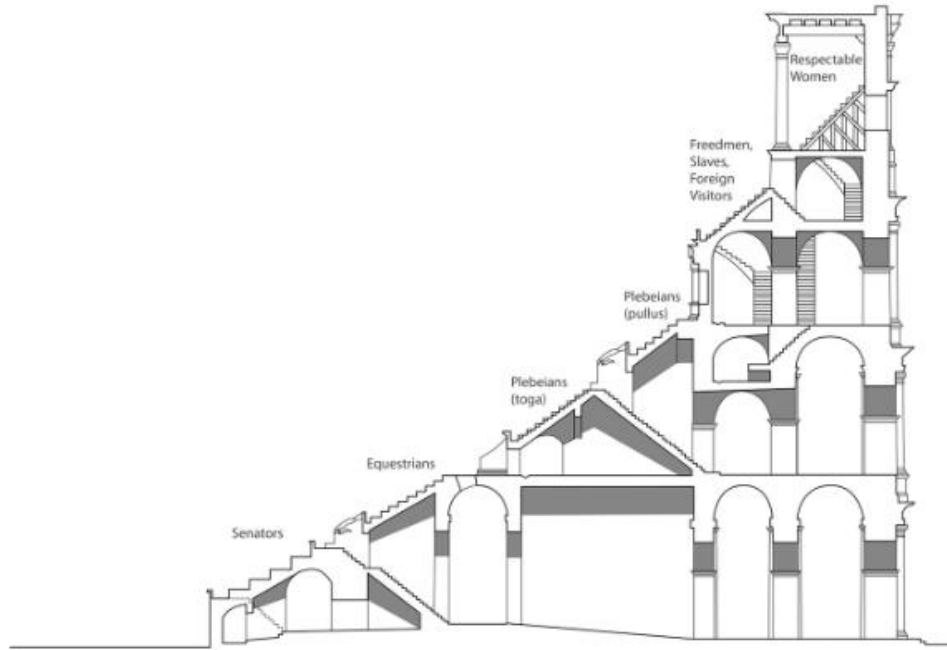 Respectable
Women
Freedmen,
Slaves,
Foreign
Visitors
Plebeians
(pullus)
Plebeians
(toga)
Equestrians
Senators